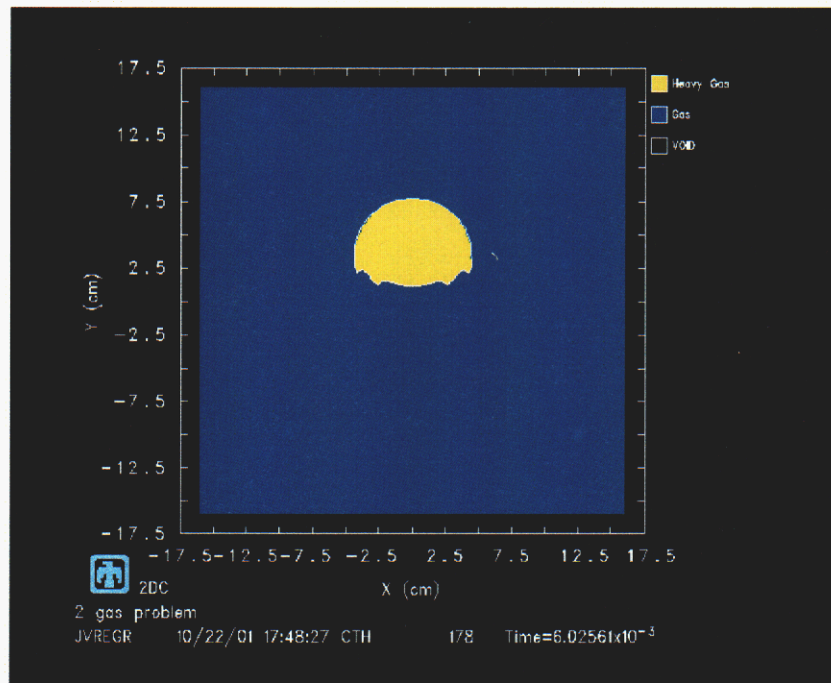 17.5
Heavy Gas
Gas
VOID
12.5
7.5
2.5
-2.5
-7.5
-12.5
-17.5
Y (cm)
-17.5 -12.5 -7.5 -2.5 2.5 7.5 12.5 17.5
X (cm)
2DC
2 gas problem
JVREGR 10/22/01 17:48:27 CTH 178 Time=6.02561x10⁻³